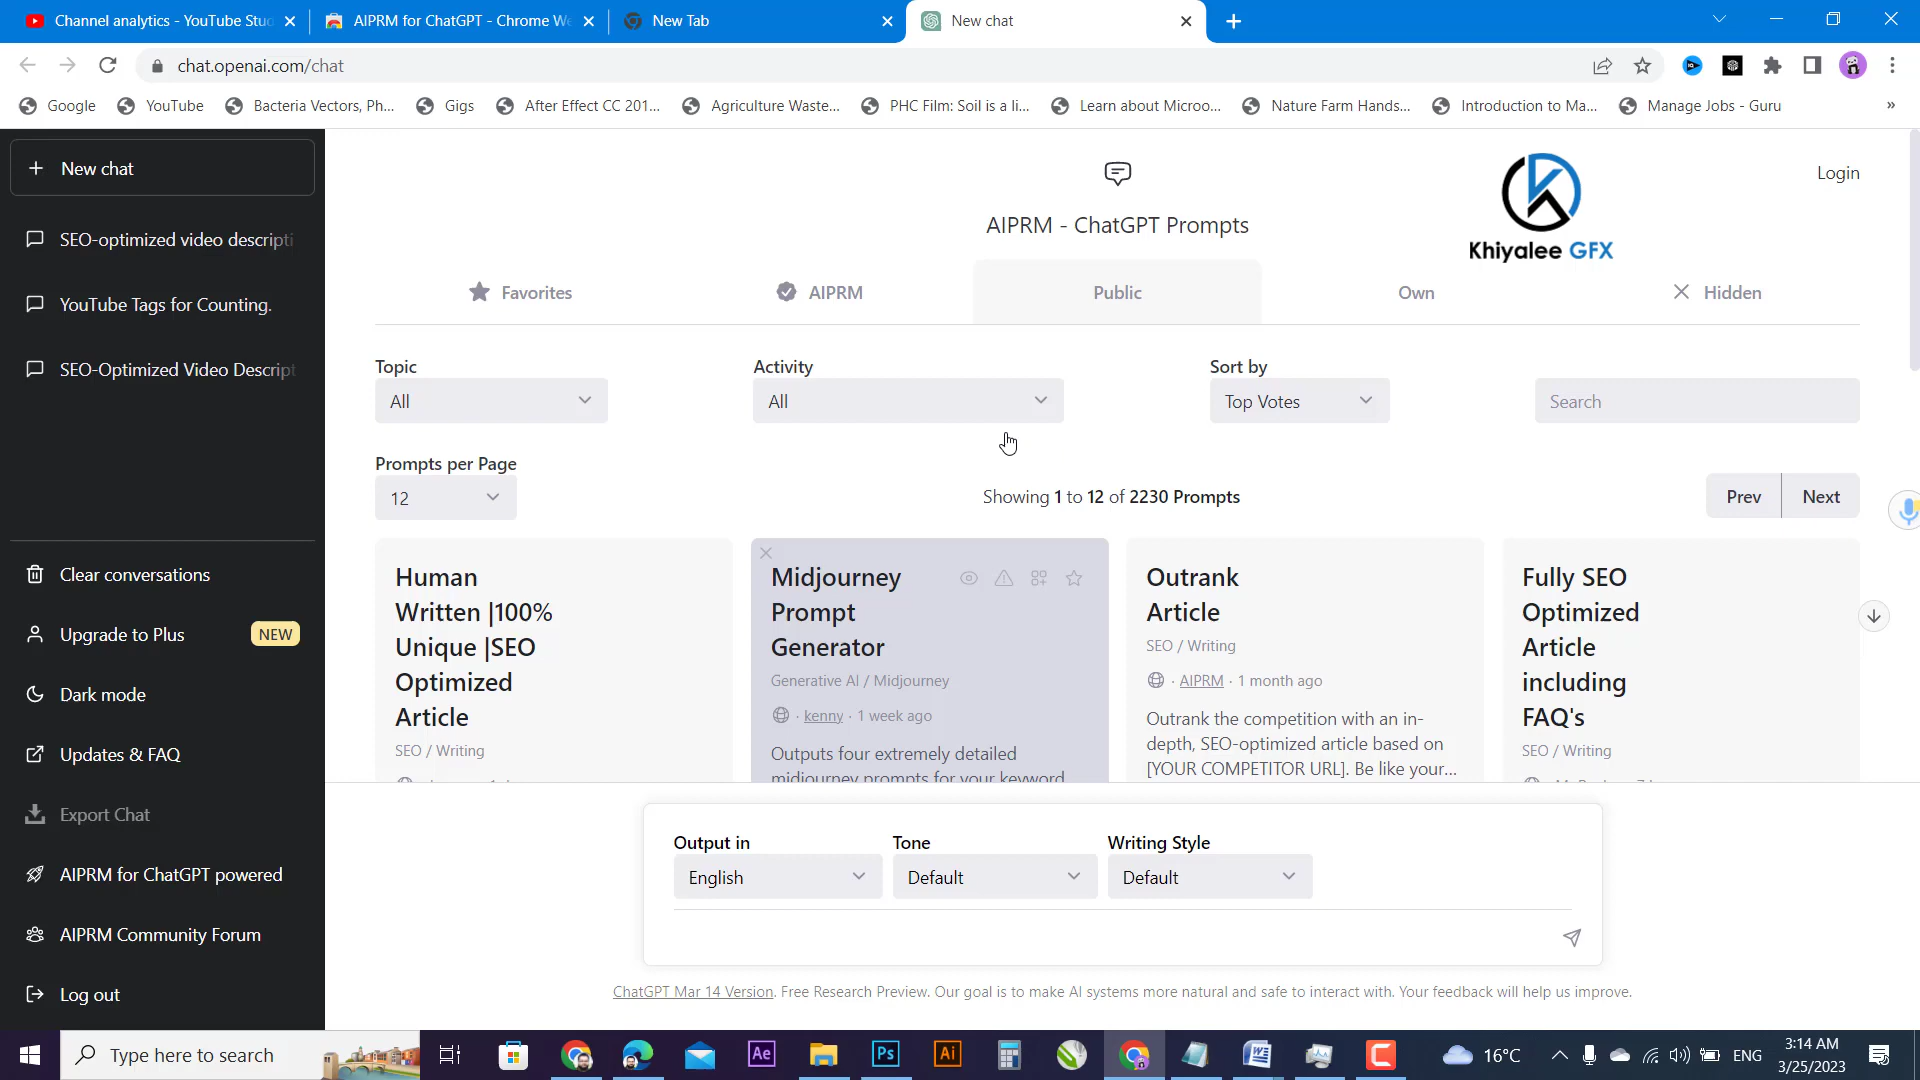 Channel analytics - YouTube Stu
AIPRM for ChatGPT - Chrome We
New Tab
New chat
chat.openai.com/chat
Google
YouTube
Bacteria Vectors, Ph...
Gigs
After Effect CC 201...
Agriculture Waste...
PHC Film: Soil is a li...
Learn about Microo...
Nature Farm Hands...
Introduction to Ma...
Manage Jobs - Guru
»
New chat
SEO-optimized video descripti
YouTube Tags for Counting.
SEO-Optimized Video Descript
Clear conversations
Upgrade to Plus
NEW
Dark mode
Updates & FAQ
Export Chat
AIPRM for ChatGPT powered
AIPRM Community Forum
Log out
Khiyalee GFX
Login
AIPRM - ChatGPT Prompts
Favorites
AIPRM
Public
Own
Hidden
Topic
All
Activity
All
Sort by
Top Votes
Search
Prompts per Page
12
Showing 1 to 12 of 2230 Prompts
Prev
Next
Human
Written |100%
Unique |SEO
Optimized
Article
SEO / Writing
Midjourney
Prompt
Generator
Generative AI / Midjourney
· kenny · 1 week ago
Outputs four extremely detailed
midjourney prompts for your keyword
Outrank
Article
SEO / Writing
· AIPRM · 1 month ago
Outrank the competition with an in-
depth, SEO-optimized article based on
[YOUR COMPETITOR URL]. Be like your...
Fully SEO
Optimized
Article
including
FAQ's
SEO / Writing
Output in
English
Tone
Default
Writing Style
Default
ChatGPT Mar 14 Version. Free Research Preview. Our goal is to make AI systems more natural and safe to interact with. Your feedback will help us improve.
Type here to search
Ae
Ps
Ai
16°C
ENG
3:14 AM
3/25/2023